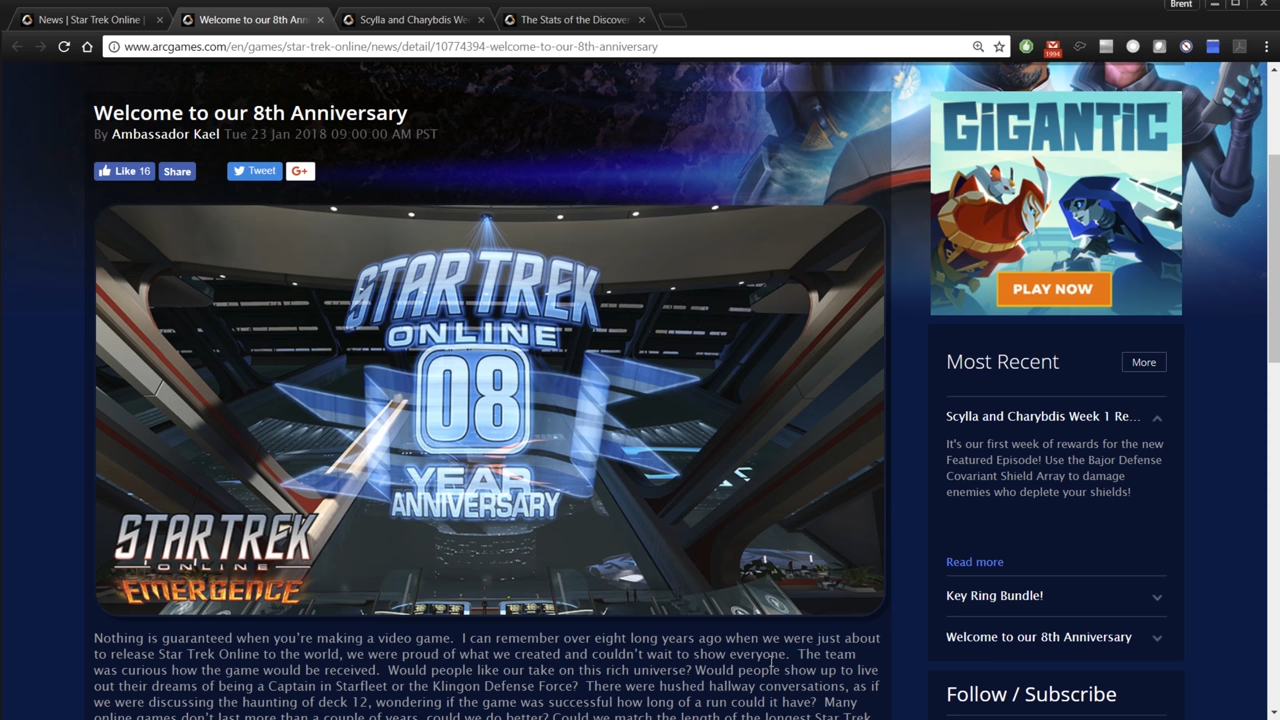 Brent
News | Star Trek Online |
Welcome to our 8th Ann
Scylla and Charybdis We
The Stats of the Discover
www.arcgames.com/en/games/star-trek-online/news/detail/10774394-welcome-to-our-8th-anniversary
1994
Welcome to our 8th Anniversary
By Ambassador Kael Tue 23 Jan 2018 09:00:00 AM PST
Like 16
Share
Tweet
G+
STAR TREK
ONLINE
08
YEAR
ANNIVERSARY
STAR TREK
ONLINE
EMERGENCE
Nothing is guaranteed when you're making a video game.  I can remember over eight long years ago when we were just about
to release Star Trek Online to the world, we were proud of what we created and couldn't wait to show everyone.  The team
was curious how the game would be received.  Would people like our take on this rich universe? Would people show up to live
out their dreams of being a Captain in Starfleet or the Klingon Defense Force?  There were hushed hallway conversations, as if
we were discussing the haunting of deck 12, wondering if the game was successful how long of a run could it have?  Many
online games don't last more than a couple of years, could we do better? Could we match the length of the longest Star Trek
GIGANTIC
PLAY NOW
Most Recent
More
Scylla and Charybdis Week 1 Re...
It's our first week of rewards for the new
Featured Episode! Use the Bajor Defense
Covariant Shield Array to damage
enemies who deplete your shields!
Read more
Key Ring Bundle!
Welcome to our 8th Anniversary
Follow / Subscribe